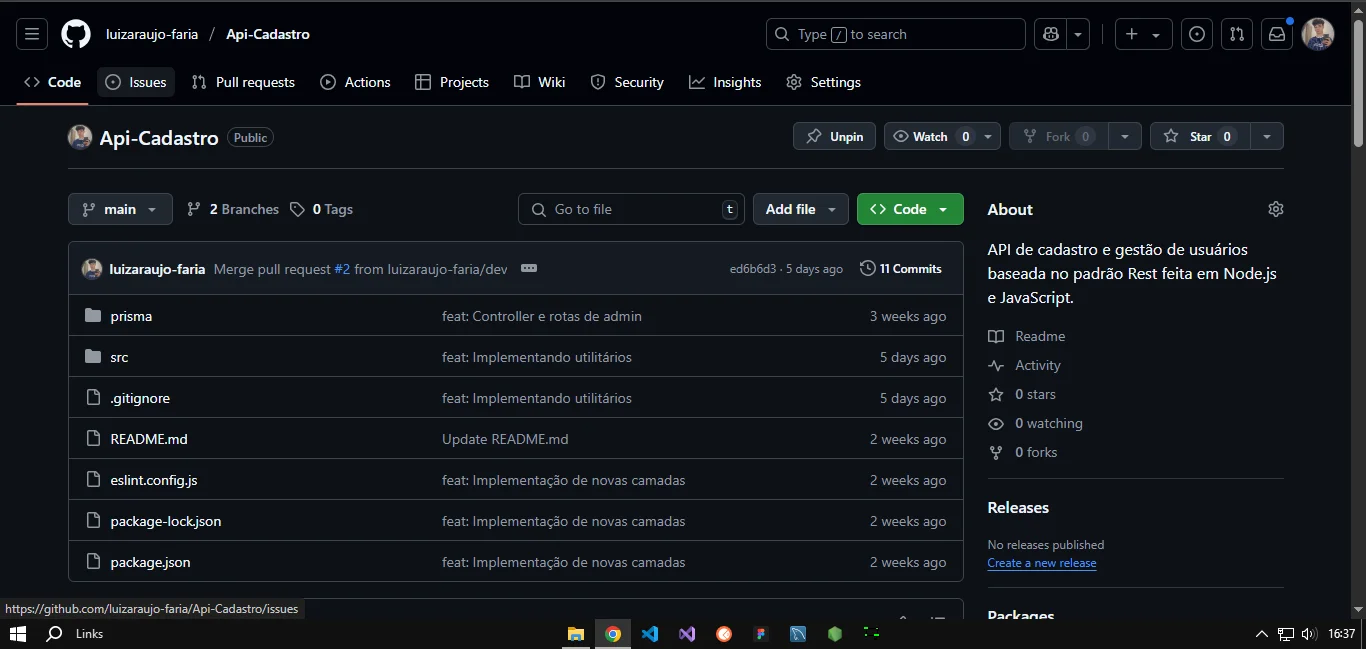 luizaraujo-faria / Api-Cadastro
Type / to search
Code Issues Pull requests Actions Projects Wiki Security Insights Settings
Api-Cadastro Public
Unpin Watch 0 Fork 0 Star 0
main 2 Branches 0 Tags Go to file t Add file Code
luizaraujo-faria Merge pull request #2 from luizaraujo-faria/dev ed6b6d3 · 5 days ago 11 Commits
prisma feat: Controller e rotas de admin 3 weeks ago
src feat: Implementando utilitários 5 days ago
.gitignore feat: Implementando utilitários 5 days ago
README.md Update README.md 2 weeks ago
eslint.config.js feat: Implementação de novas camadas 2 weeks ago
package-lock.json feat: Implementação de novas camadas 2 weeks ago
package.json feat: Implementação de novas camadas 2 weeks ago
About
API de cadastro e gestão de usuários
baseada no padrão Rest feita em Node.js
e JavaScript.
Readme
Activity
0 stars
0 watching
0 forks
Releases
No releases published
Create a new release
Packages
https://github.com/luizaraujo-faria/Api-Cadastro/issues
Links
16:37